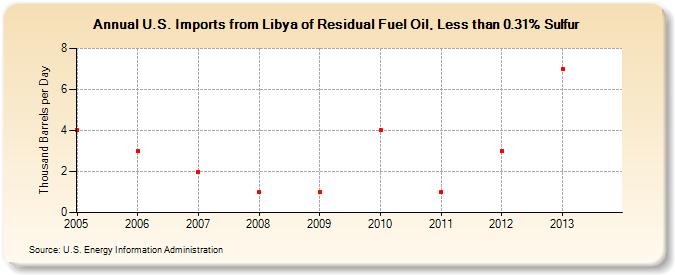 Annual U.S. Imports from Libya of Residual Fuel Oil, Less than 0.31% Sulfur
Thousand Barrels per Day
8
6
4
2
0
2005 2006 2007 2008 2009 2010 2011 2012 2013
Source: U.S. Energy Information Administration